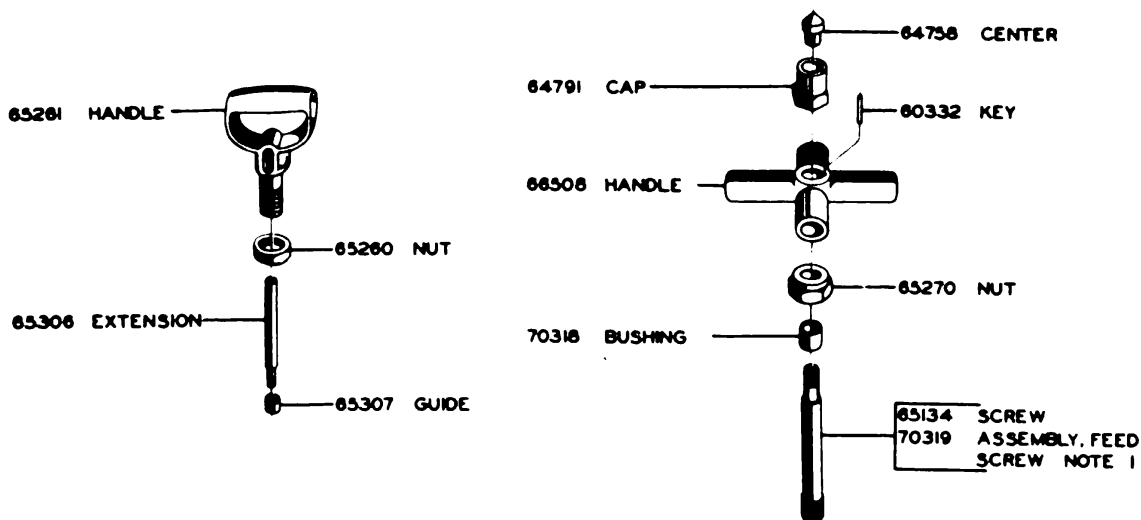 65261 HANDLE
65260 NUT
65306 EXTENSION
65307 GUIDE
64758 CENTER
64791 CAP
60332 KEY
66508 HANDLE
65270 NUT
70318 BUSHING
65134 SCREW
70319 ASSEMBLY, FEED
SCREW NOTE 1